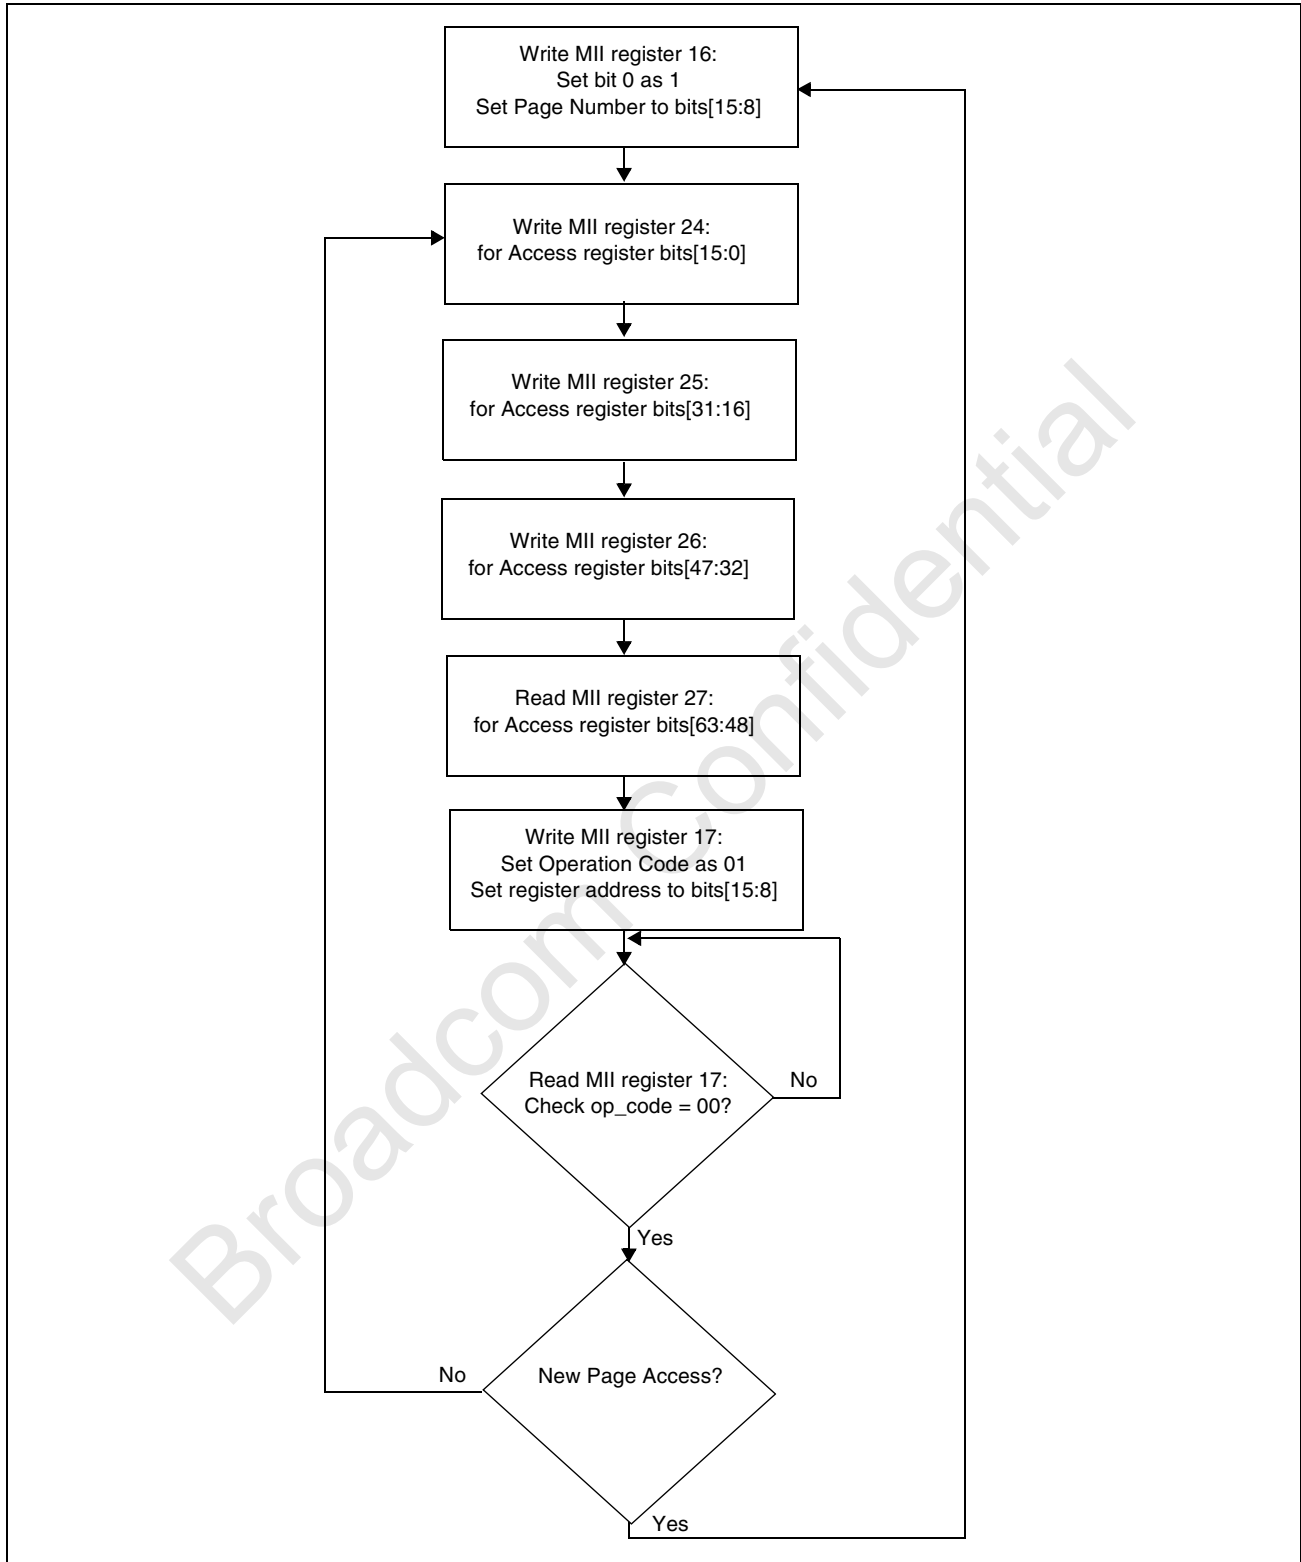 Write MII register 16:
Set bit 0 as 1
Set Page Number to bits[15:8]
Write MII register 24:
for Access register bits[15:0]
Write MII register 25:
for Access register bits[31:16]
Write MII register 26:
for Access register bits[47:32]
Read MII register 27:
for Access register bits[63:48]
Write MII register 17:
Set Operation Code as 01
Set register address to bits[15:8]
Read MII register 17:
Check op_code = 00?
No
Yes
New Page Access?
No
Yes
Broadcom Confidential